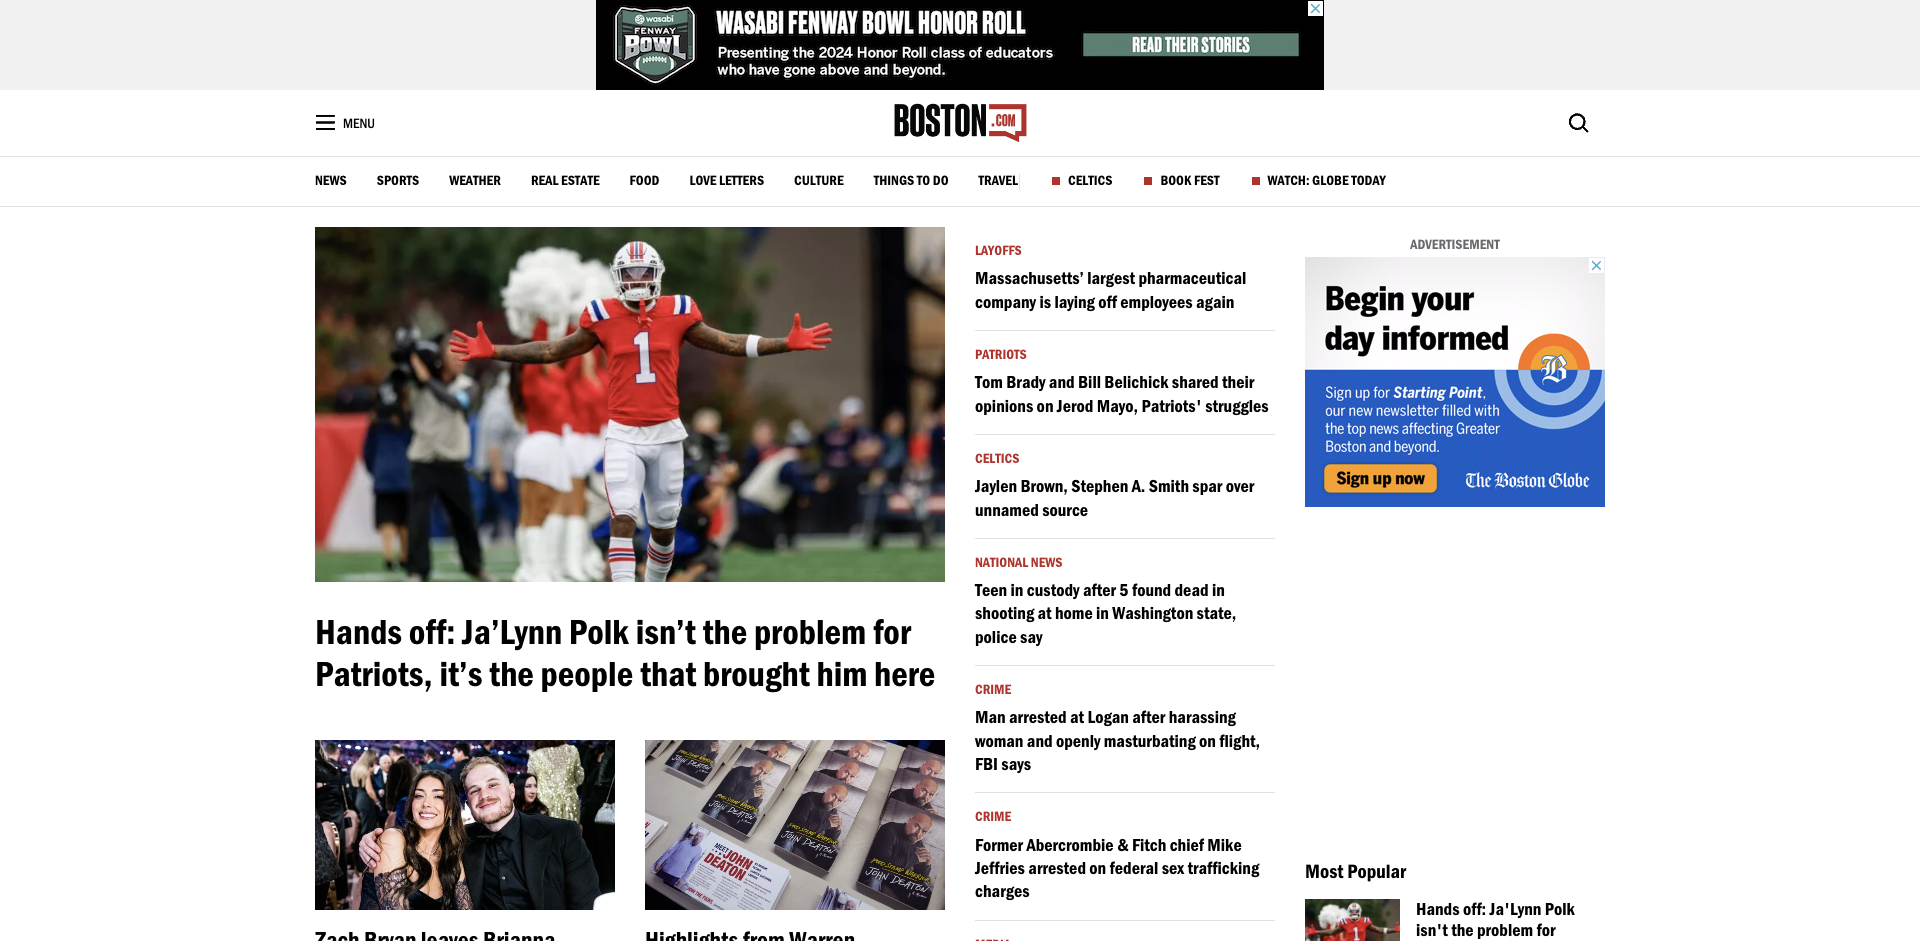 wasabi
FENWAY
BOWL
WASABI FENWAY BOWL HONOR ROLL
Presenting the 2024 Honor Roll class of educators
who have gone above and beyond.
READ THEIR STORIES
MENU
BOSTON.COM
NEWS SPORTS WEATHER REAL ESTATE FOOD LOVE LETTERS CULTURE THINGS TO DO TRAVEL CELTICS BOOK FEST WATCH: GLOBE TODAY
1
Hands off: Ja’Lynn Polk isn’t the problem for
Patriots, it’s the people that brought him here
MEET JOHN
DEATON
JOHN DEATON
JOHN DEATON
JOHN DEATON
Zach Bryan leaves Brianna
Highlights from Warren
LAYOFFS
Massachusetts’ largest pharmaceutical
company is laying off employees again
PATRIOTS
Tom Brady and Bill Belichick shared their
opinions on Jerod Mayo, Patriots' struggles
CELTICS
Jaylen Brown, Stephen A. Smith spar over
unnamed source
NATIONAL NEWS
Teen in custody after 5 found dead in
shooting at home in Washington state,
police say
CRIME
Man arrested at Logan after harassing
woman and openly masturbating on flight,
FBI says
CRIME
Former Abercrombie & Fitch chief Mike
Jeffries arrested on federal sex trafficking
charges
ADVERTISEMENT
Begin your
day informed
B
Sign up for Starting Point,
our new newsletter filled with
the top news affecting Greater
Boston and beyond.
Sign up now
The Boston Globe
Most Popular
Hands off: Ja'Lynn Polk
isn't the problem for